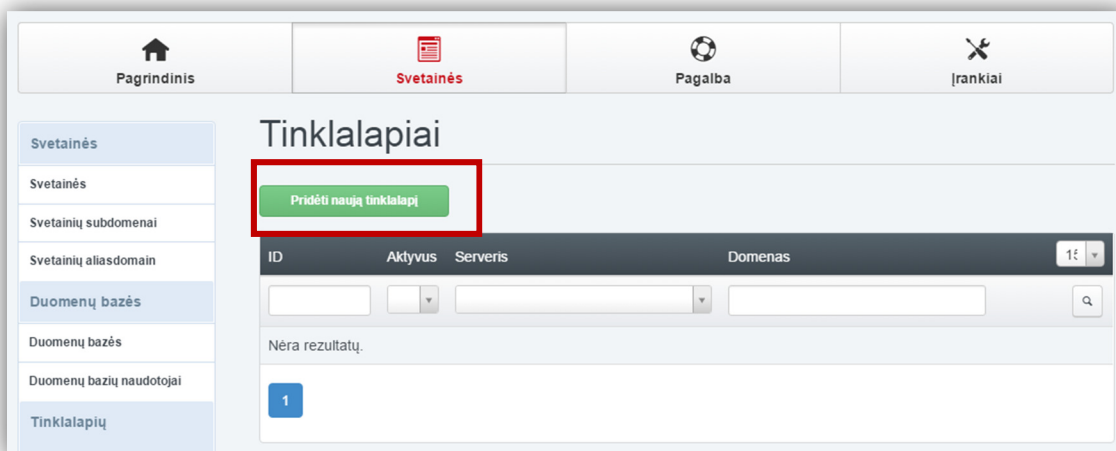 Pagrindinis
Svetainės
Pagalba
Įrankiai
Svetainės
Svetainės
Svetainių subdomenai
Svetainių aliasdomain
Duomenų bazės
Duomenų bazės
Duomenų bazių naudotojai
Tinklalapių
Tinklalapiai
Pridėti naują tinklalapį
ID Aktyvus Serveris Domenas
Nėra rezultatų.
1